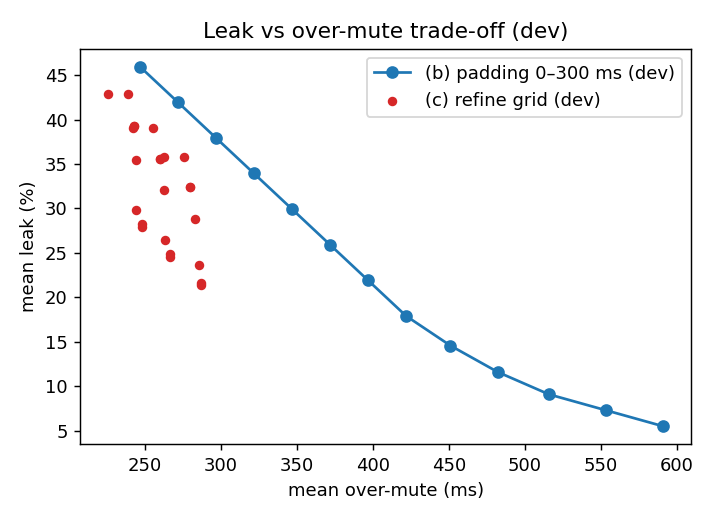 Leak vs over-mute trade-off (dev)
(b) padding 0–300 ms (dev)
(c) refine grid (dev)
mean leak (%)
45
40
35
30
25
20
15
10
5
250 300 350 400 450 500 550 600
mean over-mute (ms)